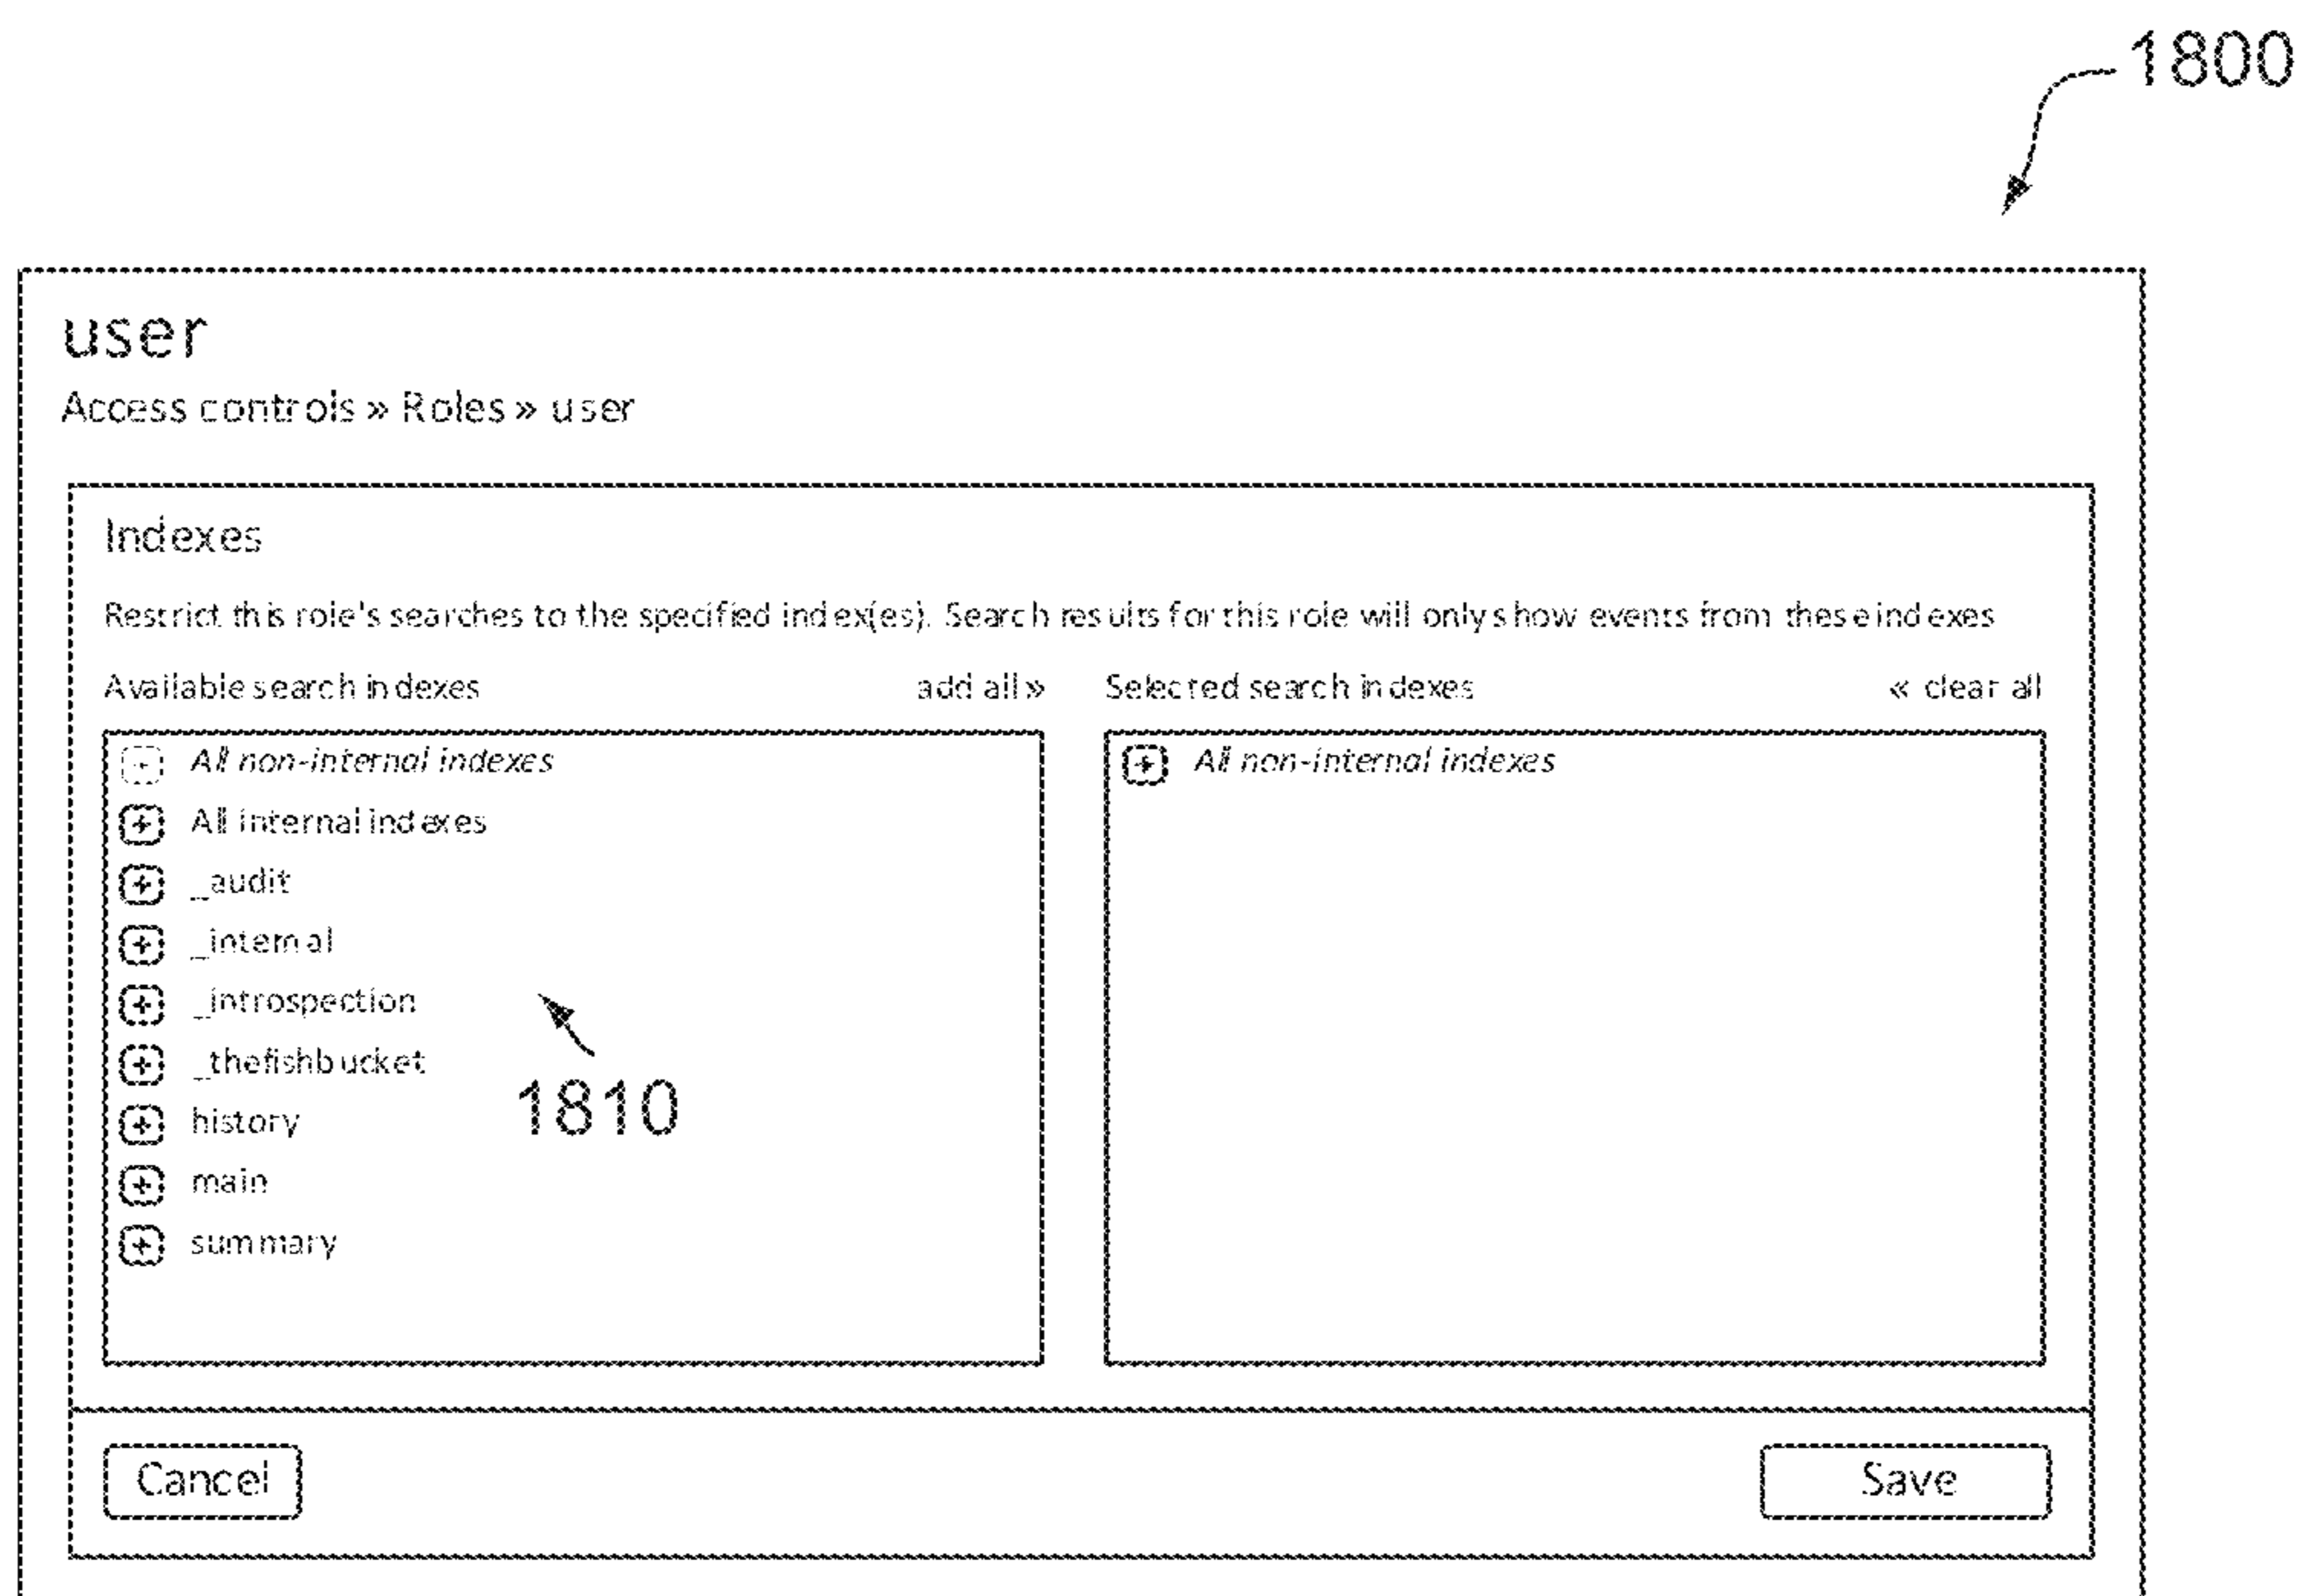 1800
user
Access controls » Roles » user
Indexes
Restrict this role's searches to the specified index(es). Search results for this role will only show events from these indexes
Available search indexes add all »
Selected search indexes « clear all
All non-internal indexes
All internal indexes
_audit
_internal
_introspection
_thefishbucket
history
main
summary
1810
All non-internal indexes
Cancel
Save